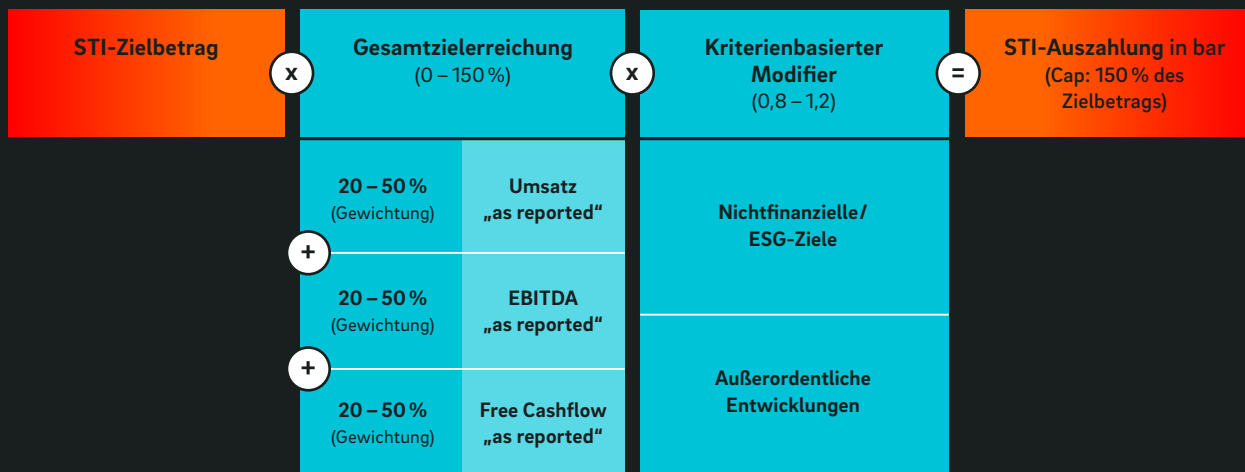 STI-Zielbetrag
x
Gesamtzielerreichung
(0 – 150 %)
x
Kriterienbasierter
Modifier
(0,8 – 1,2)
=
STI-Auszahlung in bar
(Cap: 150 % des
Zielbetrags)
20 – 50 %
(Gewichtung)
Umsatz
„as reported“
+
20 – 50 %
(Gewichtung)
EBITDA
„as reported“
+
20 – 50 %
(Gewichtung)
Free Cashflow
„as reported“
Nichtfinanzielle/
ESG-Ziele
Außerordentliche
Entwicklungen